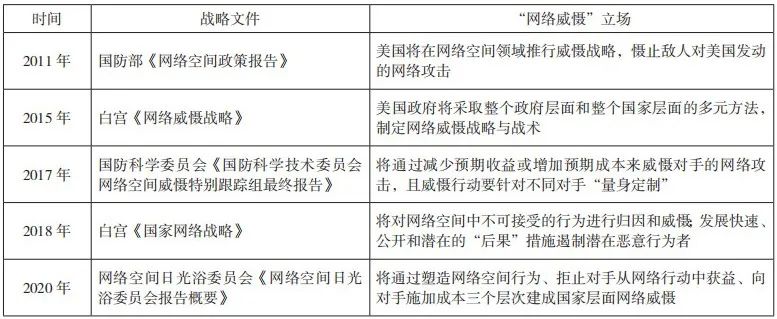 时间 战略文件 “网络威慑”立场
2011 年 国防部《网络空间政策报告》 美国将在网络空间领域推行威慑战略，慑止敌人对美国发动
的网络攻击
2015 年 白宫《网络威慑战略》 美国政府将采取整个政府层面和整个国家层面的多元方法，
制定网络威慑战略与战术
2017 年 国防科学委员会《国防科学技术委员会
网络空间威慑特别跟踪组最终报告》 将通过减少预期收益或增加预期成本来威慑对手的网络攻
击，且威慑行动要针对不同对手“量身定制”
2018 年 白宫《国家网络战略》 将对网络空间中不可接受的行为进行归因和威慑；发展快速、
公开和潜在的“后果”措施遏制潜在恶意行为者
2020 年 网络空间日光浴委员会《网络空间日光
浴委员会报告概要》 将通过塑造网络空间行为、拒止对手从网络行动中获益、向
对手施加成本三个层次建成国家层面网络威慑